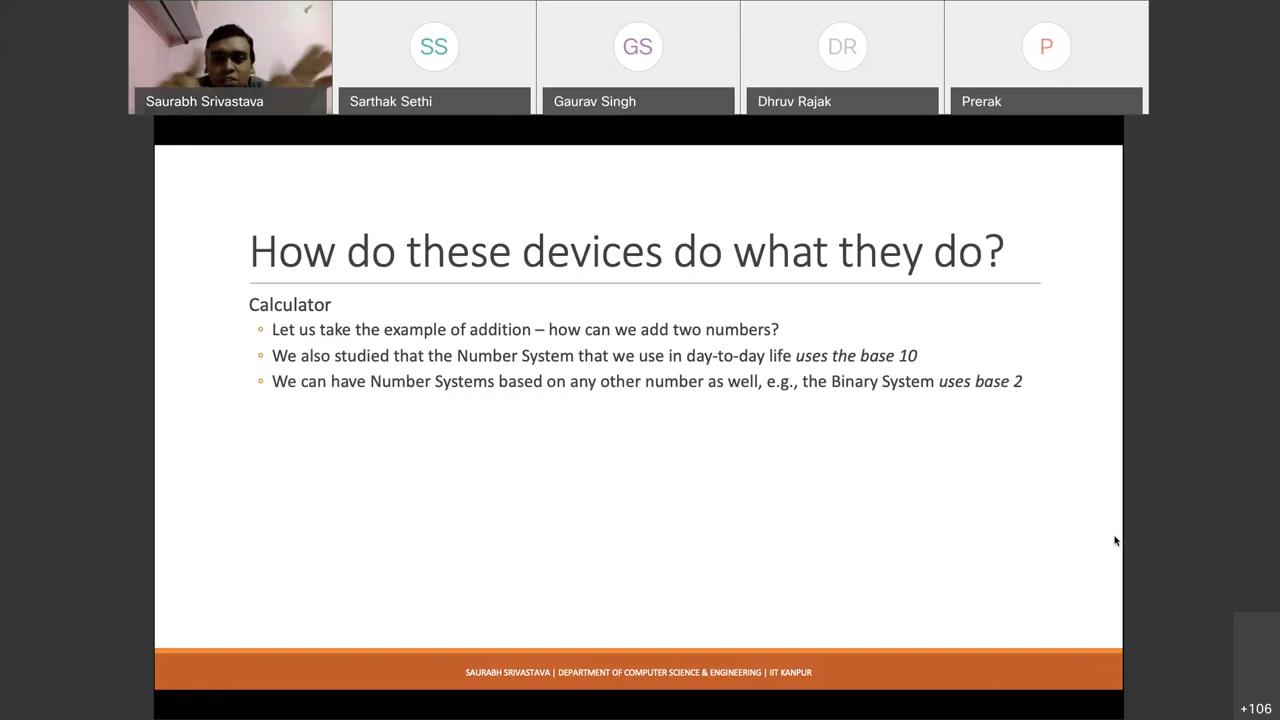 SS
GS
DR
P
Saurabh Srivastava
Sarthak Sethi
Gaurav Singh
Dhruv Rajak
Prerak
How do these devices do what they do?
Calculator
◦ Let us take the example of addition – how can we add two numbers?
◦ We also studied that the Number System that we use in day-to-day life uses the base 10
◦ We can have Number Systems based on any other number as well, e.g., the Binary System uses base 2
SAURABH SRIVASTAVA | DEPARTMENT OF COMPUTER SCIENCE & ENGINEERING | IIT KANPUR
+106